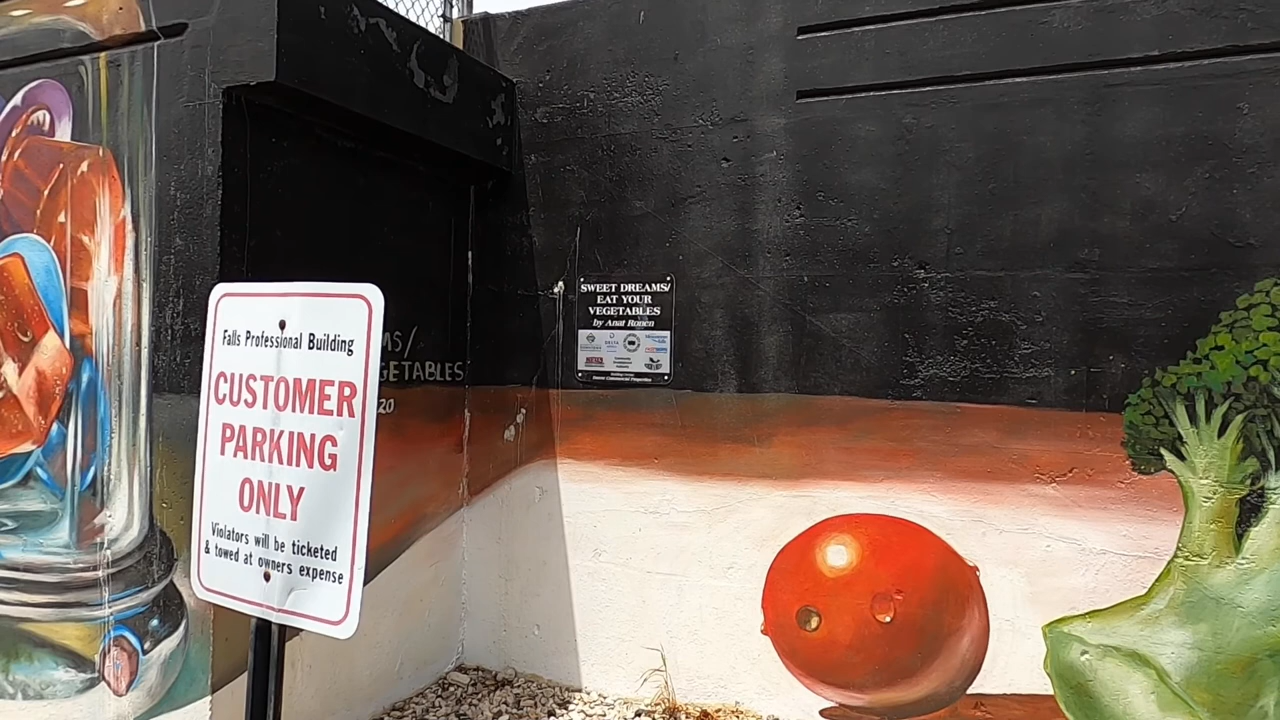 Falls Professional Building
CUSTOMER
PARKING
ONLY
Violators will be ticketed
& towed at owners expense
SWEET DREAMS/
EAT YOUR
VEGETABLES
by Anat Ronen